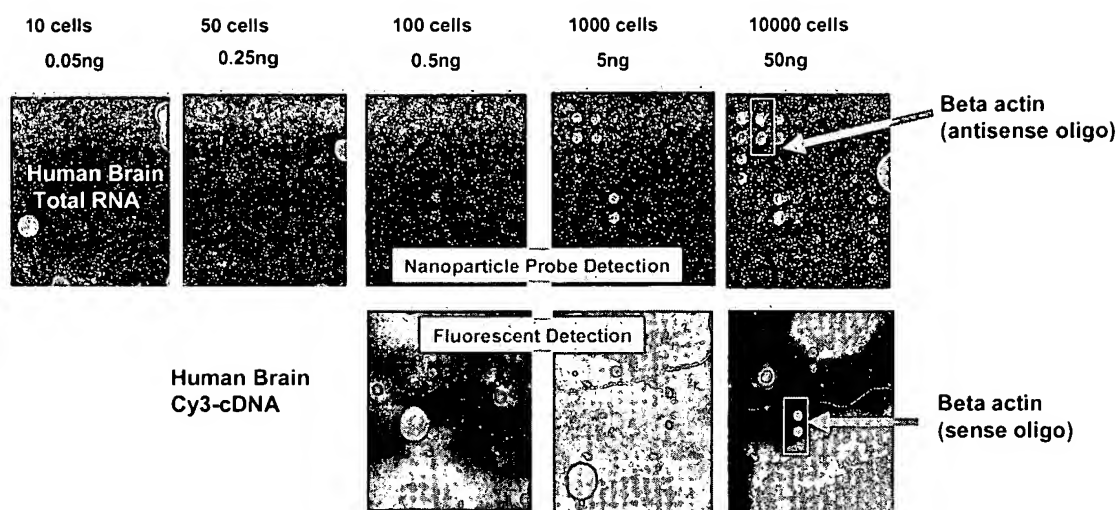 10 cells 50 cells 100 cells 1000 cells 10000 cells
0.05ng 0.25ng 0.5ng 5ng 50ng
Beta actin
(antisense oligo)
Human Brain
Total RNA
Nanoparticle Probe Detection
Fluorescent Detection
Human Brain
Cy3-cDNA
Beta actin
(sense oligo)